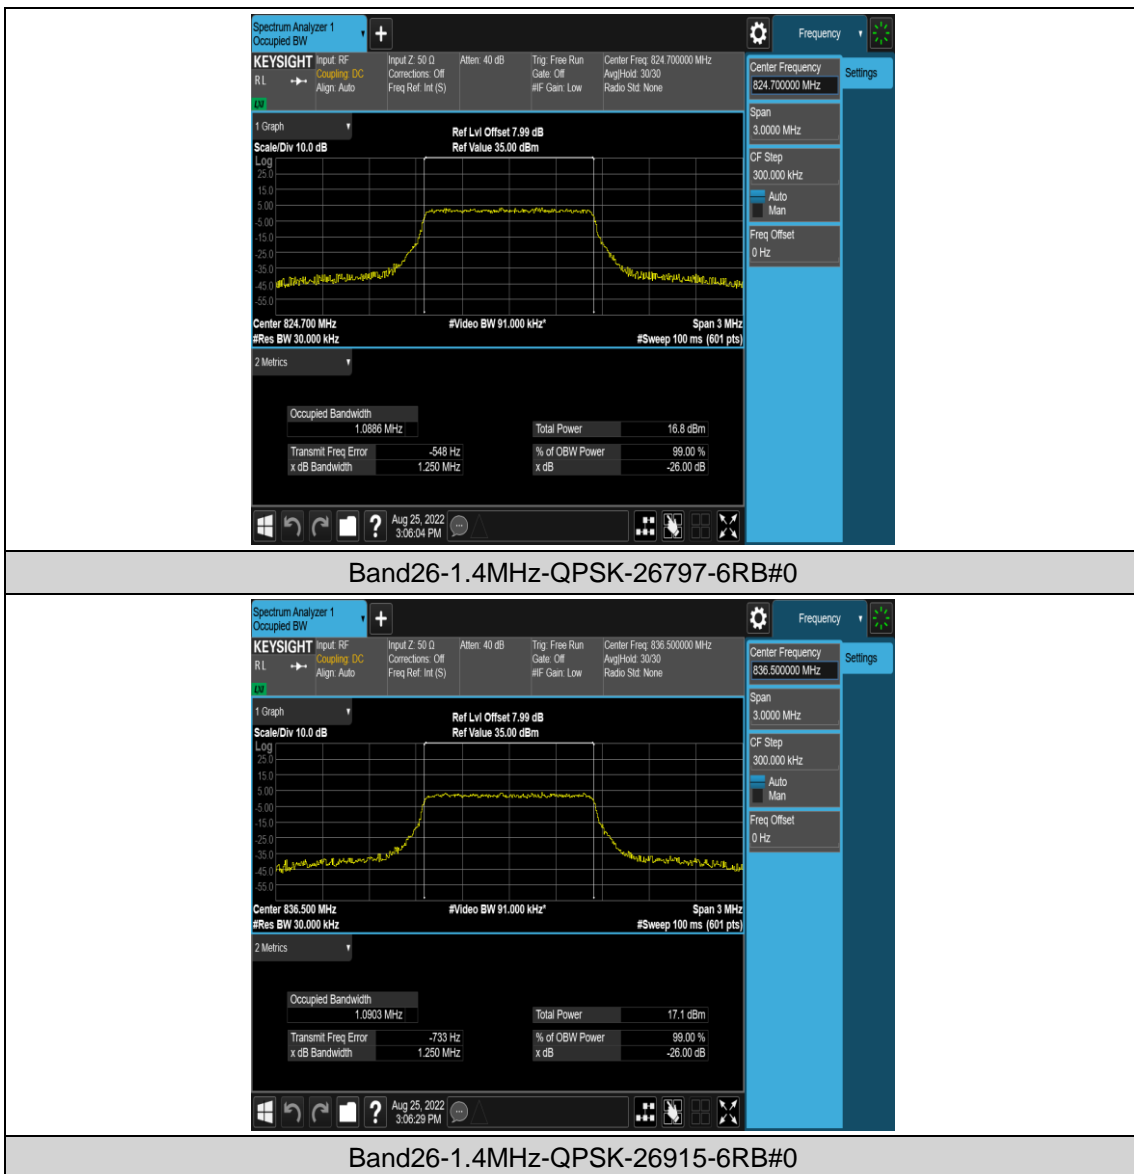 Spectrum Analyzer 1
Occupied BW
+
Frequency
KEYSIGHT Input: RF Input Z: 50 Ω Atten: 40 dB Trig: Free Run Center Freq: 824.700000 MHz
RL Coupling: DC Corrections: Off Gate: Off Avg|Hold: 30/30
Align: Auto Freq Ref: Int (S) #IF Gain: Low Radio Std: None
Center Frequency
824.700000 MHz
Settings
Span
3.0000 MHz
CF Step
300.000 kHz
Auto
Man
Freq Offset
0 Hz
1 Graph
Ref Lvl Offset 7.99 dB
Scale/Div 10.0 dB Ref Value 35.00 dBm
Log
25.0
15.0
5.00
-5.00
-15.0
-25.0
-35.0
-45.0
-55.0
Center 824.700 MHz #Video BW 91.000 kHz* Span 3 MHz
#Res BW 30.000 kHz #Sweep 100 ms (601 pts)
2 Metrics
Occupied Bandwidth
1.0886 MHz Total Power 16.8 dBm
Transmit Freq Error -548 Hz % of OBW Power 99.00 %
x dB Bandwidth 1.250 MHz x dB -26.00 dB
? Aug 25, 2022
3:06:04 PM
Band26-1.4MHz-QPSK-26797-6RB#0
Spectrum Analyzer 1
Occupied BW
+
Frequency
KEYSIGHT Input: RF Input Z: 50 Ω Atten: 40 dB Trig: Free Run Center Freq: 836.500000 MHz
RL Coupling: DC Corrections: Off Gate: Off Avg|Hold: 30/30
Align: Auto Freq Ref: Int (S) #IF Gain: Low Radio Std: None
Center Frequency
836.500000 MHz
Settings
Span
3.0000 MHz
CF Step
300.000 kHz
Auto
Man
Freq Offset
0 Hz
1 Graph
Ref Lvl Offset 7.99 dB
Scale/Div 10.0 dB Ref Value 35.00 dBm
Log
25.0
15.0
5.00
-5.00
-15.0
-25.0
-35.0
-45.0
-55.0
Center 836.500 MHz #Video BW 91.000 kHz* Span 3 MHz
#Res BW 30.000 kHz #Sweep 100 ms (601 pts)
2 Metrics
Occupied Bandwidth
1.0903 MHz Total Power 17.1 dBm
Transmit Freq Error -733 Hz % of OBW Power 99.00 %
x dB Bandwidth 1.250 MHz x dB -26.00 dB
? Aug 25, 2022
3:06:29 PM
Band26-1.4MHz-QPSK-26915-6RB#0